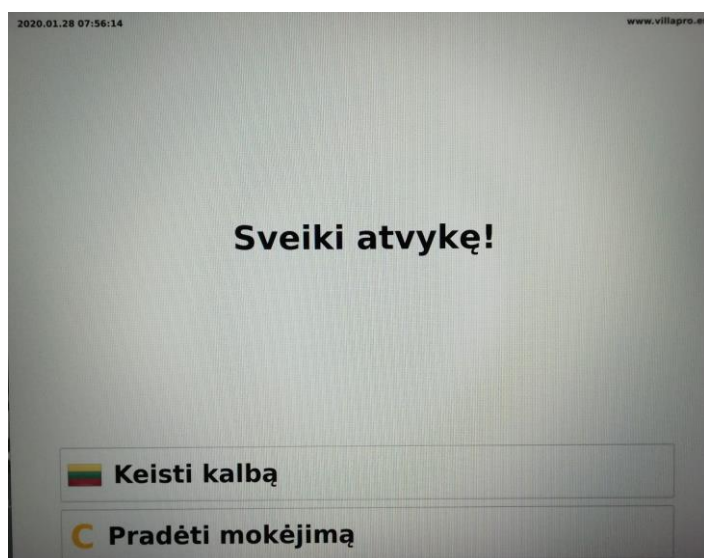 2020.01.28 07:56:14
www.villapro.e
Sveiki atvykę!
Keisti kalbą
C Pradėti mokėjimą